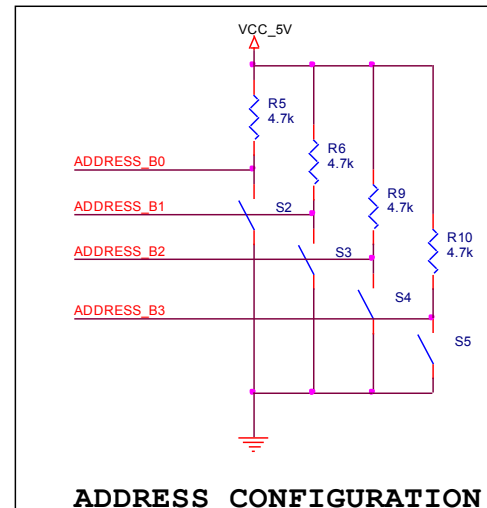 VCC_5V
R5
4.7k
R6
4.7k
ADDRESS_B0
R9
4.7k
ADDRESS_B1
S2
R10
4.7k
ADDRESS_B2
S3
S4
ADDRESS_B3
S5
ADDRESS CONFIGURATION